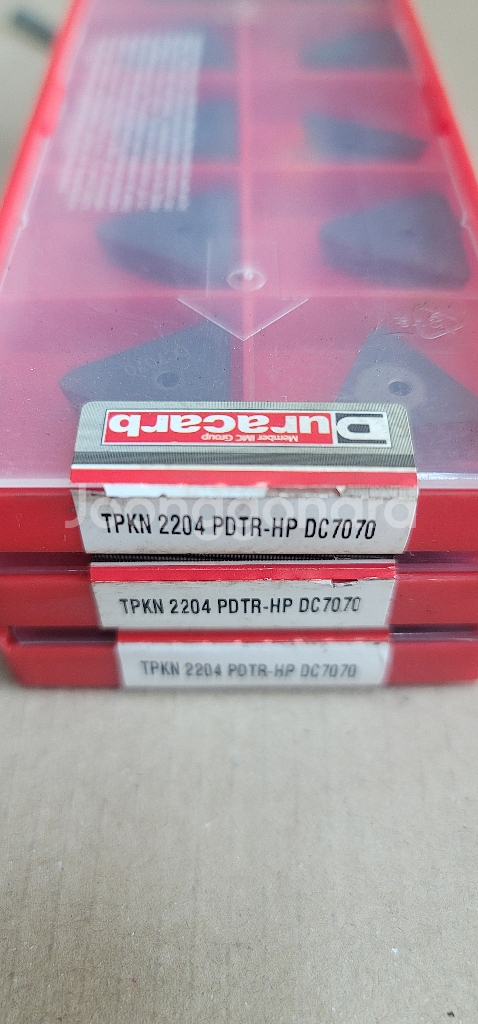 Duracarb
Member IMC Group
TPKN 2204 PDTR-HP DC7070
TPKN 2204 PDTR-HP DC7070
TPKN 2204 PDTR-HP DC7070
Joonggonara